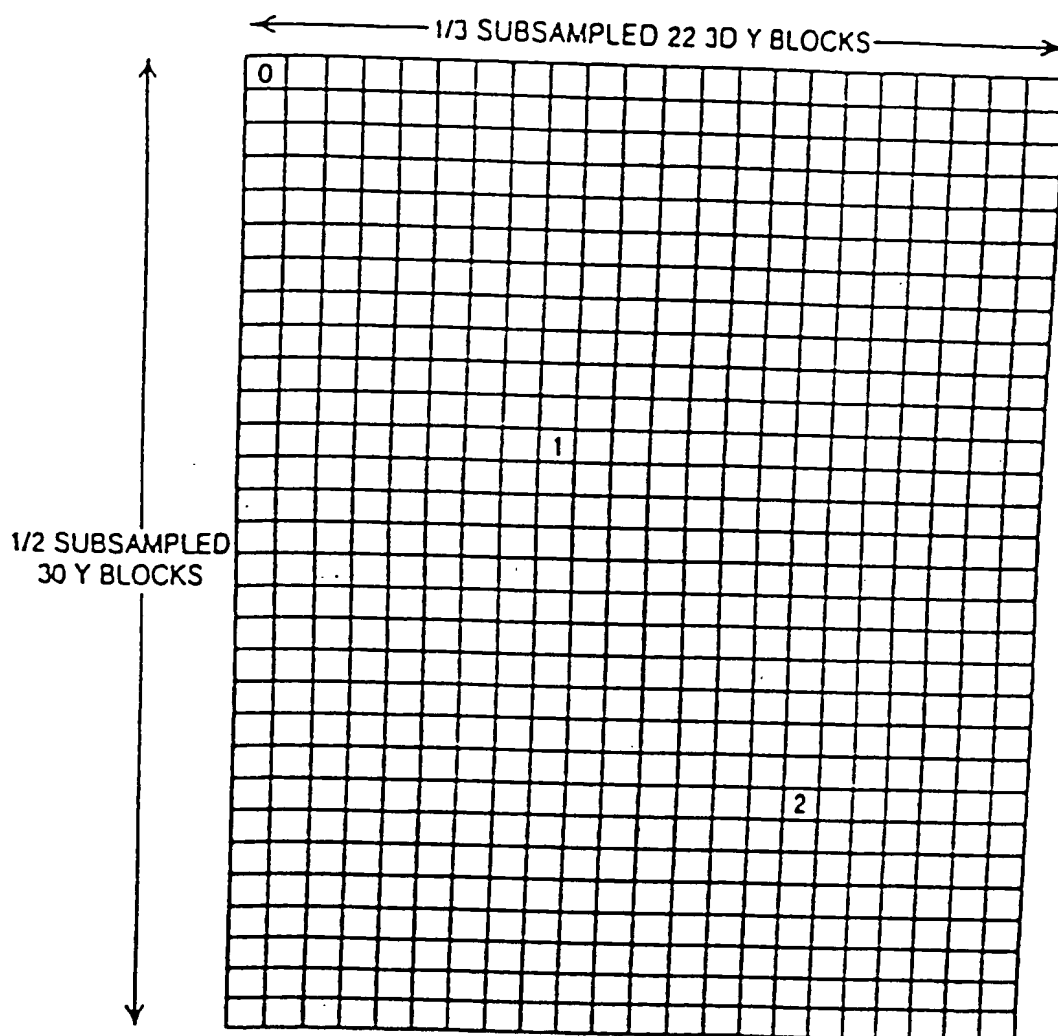 1/3 SUBSAMPLED 22 3D Y BLOCKS
0
1
1/2 SUBSAMPLED
30 Y BLOCKS
2